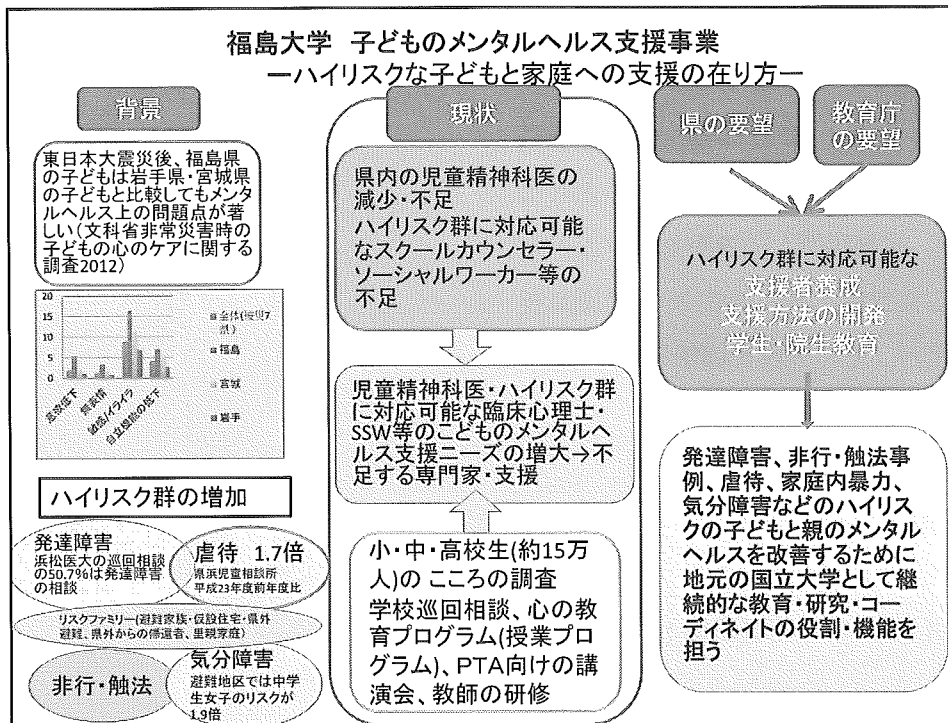 福島大学 子どものメンタルヘルス支援事業
ーハイリスクな子どもと家庭への支援の在り方ー
背景
東日本大震災後、福島県
の子どもは岩手県・宮城県
の子どもと比較してもメンタ
ルヘルス上の問題点が著
しい(文科省非常災害時の
子どもの心のケアに関する
調査2012)
20
15
10
5
0
意欲低下
無表情
敏感/イライラ
自立機能の低下
全体(被災7
県)
福島
宮城
岩手
ハイリスク群の増加
発達障害
浜松医大の巡回相談
の50.7%は発達障害
の相談
虐待 1.7倍
県浜児童相談所
平成23年度前年度比
リスクファミリー(避難家族・仮設住宅・県外
避難、県外からの帰還者、里親家庭)
非行・触法
気分障害
避難地区では中学
生女子のリスクが
1.9倍
現状
県内の児童精神科医の
減少・不足
ハイリスク群に対応可能
なスクールカウンセラー・
ソーシャルワーカー等の
不足
児童精神科医・ハイリスク群
に対応可能な臨床心理士・
SSW等のこどものメンタルヘ
ルス支援ニーズの増大→不
足する専門家・支援
小・中・高校生(約15万
人)の こころの調査
学校巡回相談、心の教
育プログラム(授業プロ
グラム)、PTA向けの講
演会、教師の研修
県の要望
教育庁
の要望
ハイリスク群に対応可能な
支援者養成
支援方法の開発
学生・院生教育
発達障害、非行・触法事
例、虐待、家庭内暴力、
気分障害などのハイリス
クの子どもと親のメンタル
ヘルスを改善するために
地元の国立大学として継
続的な教育・研究・コー
ディネイトの役割・機能を
担う